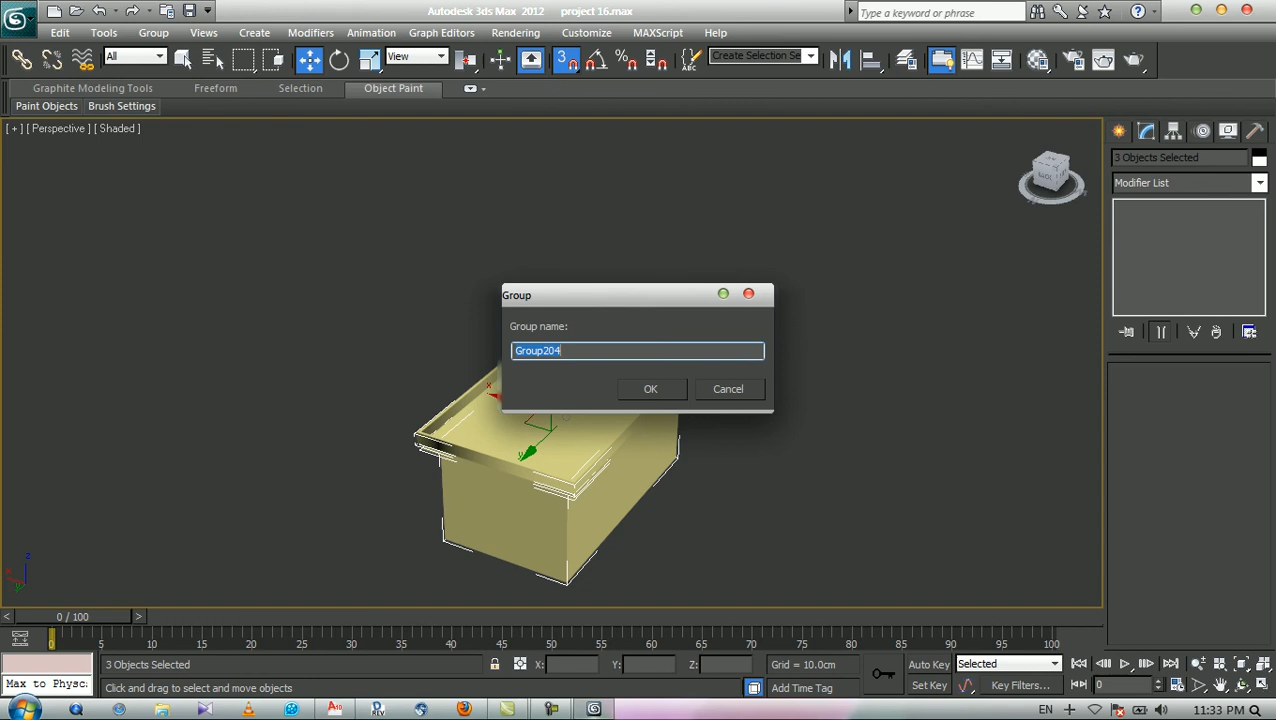 Autodesk 3ds Max 2012 project 16.max
Type a keyword or phrase
Edit Tools Group Views Create Modifiers Animation Graph Editors Rendering Customize MAXScript Help
All View 3 Create Selection Se
Graphite Modeling Tools Freeform Selection Object Paint
Paint Objects Brush Settings
[ + ] [ Perspective ] [ Shaded ]
3 Objects Selected
Modifier List
Group
Group name:
Group204
OK Cancel
x
y
z
x
y
< 0 / 100 >
0 5 10 15 20 25 30 35 40 45 50 55 60 65 70 75 80 85 90 95 100
3 Objects Selected X: Y: Z: Grid = 10.0cm Auto Key Selected
Max to Physc: Click and drag to select and move objects Add Time Tag Set Key Key Filters... 0
EN 11:33 PM